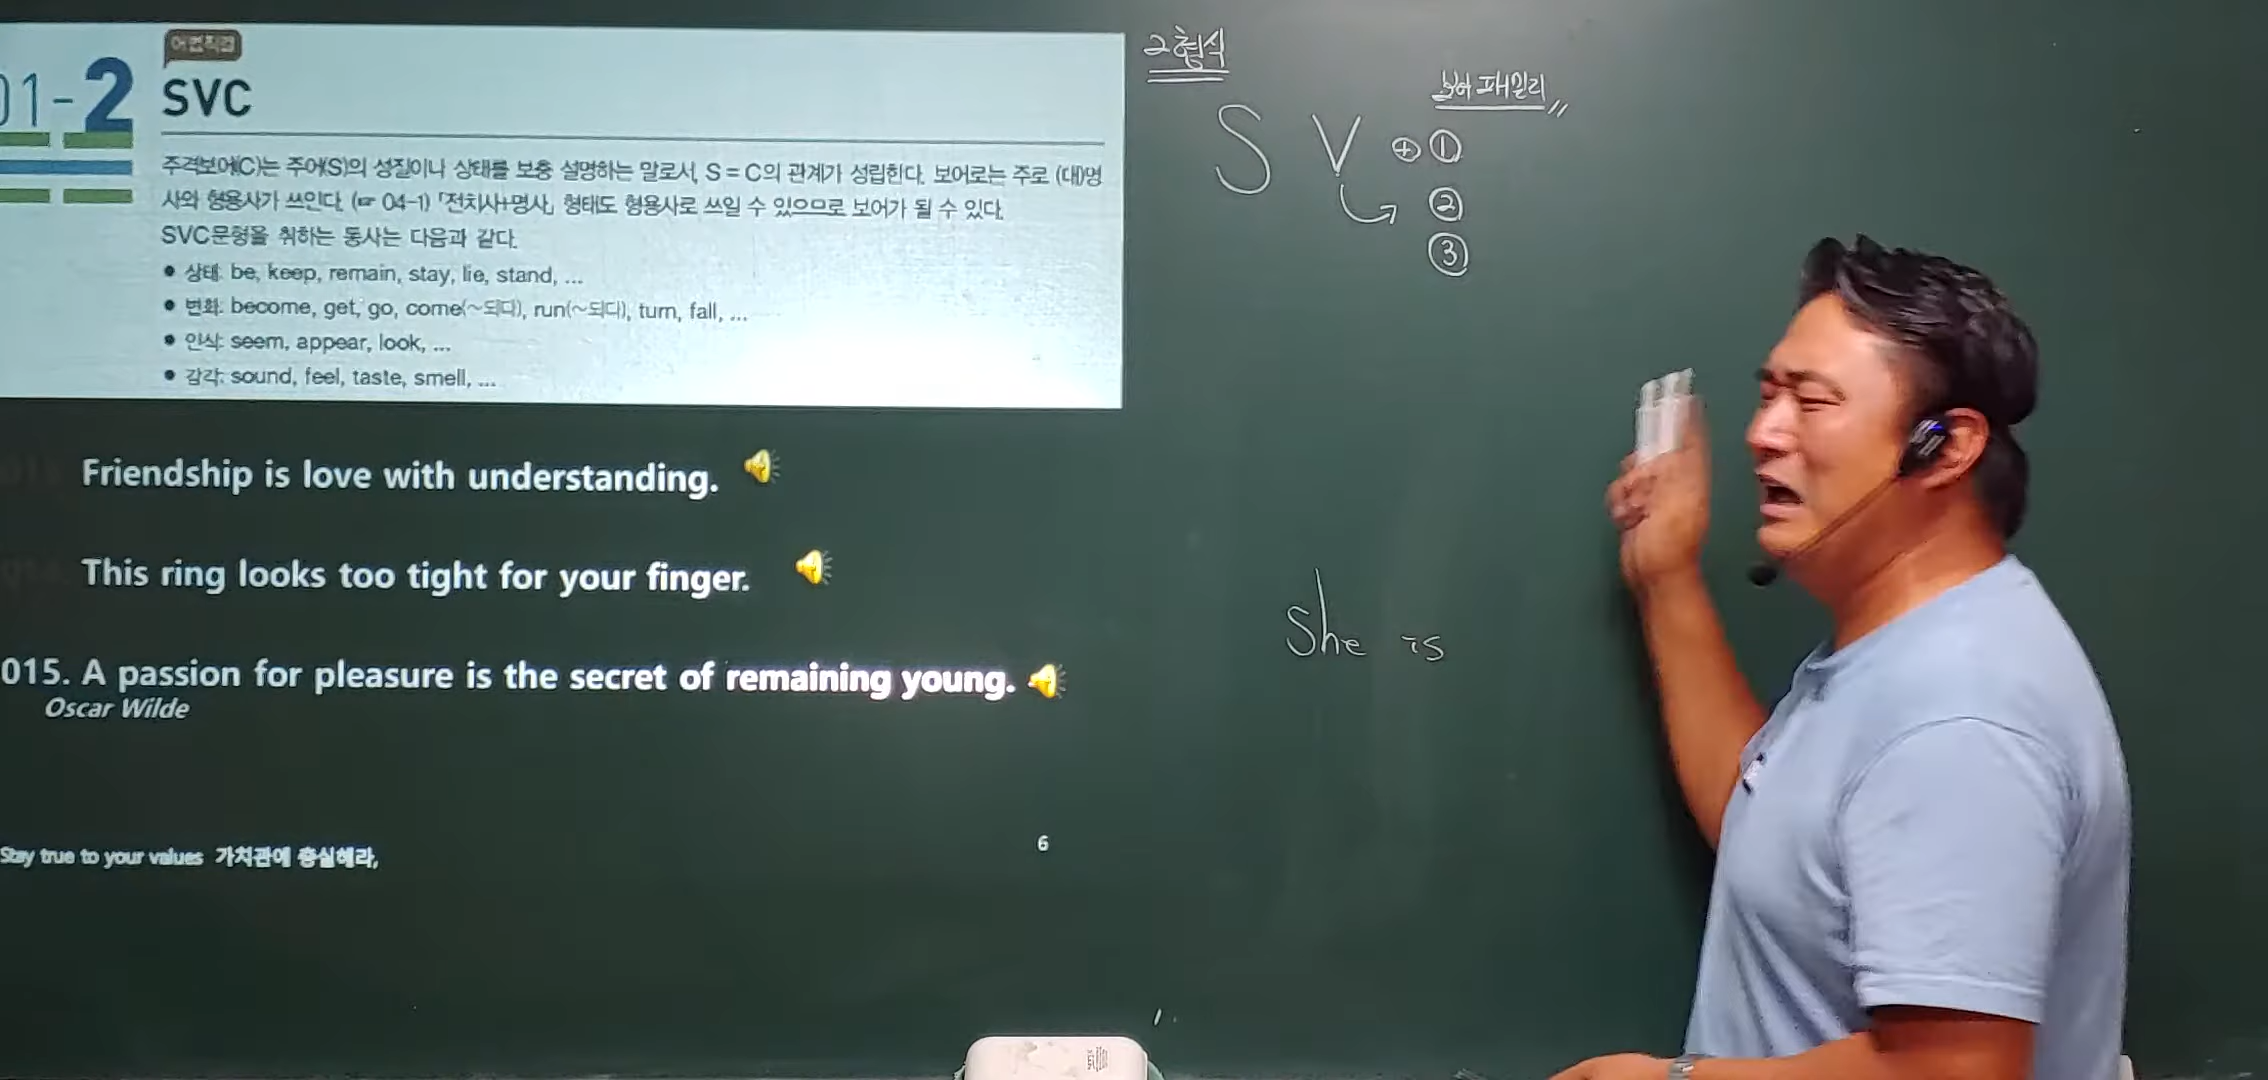 어법직결
01-2 SVC
주격보어(C)는 주어(S)의 성질이나 상태를 보충 설명하는 말로서, S = C의 관계가 성립한다. 보어로는 주로 (대)명
사와 형용사가 쓰인다. (☞ 04-1) 「전치사+명사」 형태도 형용사로 쓰일 수 있으므로 보어가 될 수 있다.
SVC문형을 취하는 동사는 다음과 같다.
• 상태: be, keep, remain, stay, lie, stand, ...
• 변화: become, get, go, come(~되다), run(~되다), turn, fall, ...
• 인식: seem, appear, look, ...
• 감각: sound, feel, taste, smell, ...
Friendship is love with understanding.
This ring looks too tight for your finger.
015. A passion for pleasure is the secret of remaining young.
Oscar Wilde
Stay true to your values 가치관에 충실해라,
6
2형식
보어 패밀리
S V ⊕ ①
②
③
She is